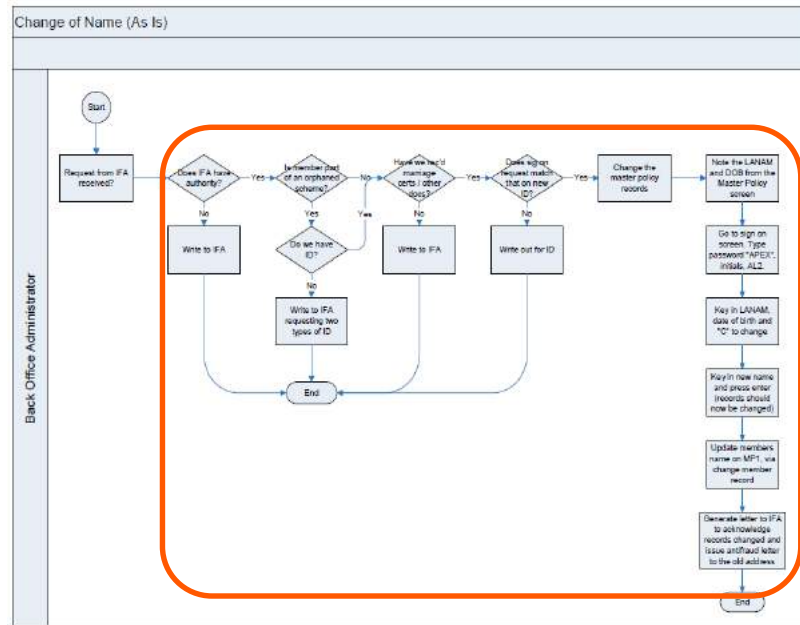 Change of Name (As Is)
Back Office Administrator
Start
Request from IFA
received?
Does IFA have
authority?
Yes
Is member part
of an orphaned
scheme?
No
Have we rec'd
marriage
certs / other
docs?
Yes
Does sig on
request match
that on new
ID?
Yes
Change the
master policy
records
Note the LANAM
and DOB from the
Master Policy
screen
No
Yes
Yes
No
No
Write to IFA
Do we have
ID?
Write to IFA
Write out for ID
Go to sign on
screen. Type
password "APEX",
initials, AL2.
No
Write to IFA
requesting two
types of ID
Key in LANAM,
date of birth and
"C" to change
End
Key in new name
and press enter
(records should
now be changed)
Update members
name on MP1, via
change member
record
Generate letter to IFA
to acknowledge
records changed and
issue antifraud letter
to the old address
End